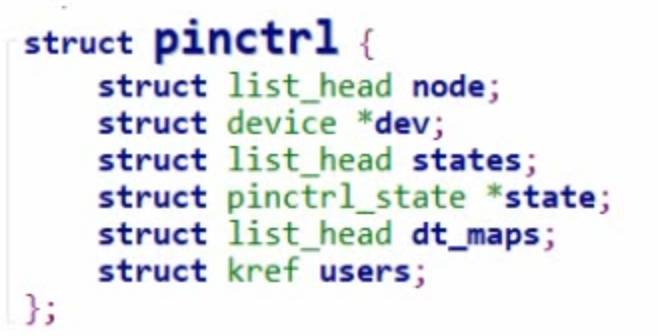 struct pinctrl {
    struct list_head node;
    struct device *dev;
    struct list_head states;
    struct pinctrl_state *state;
    struct list_head dt_maps;
    struct kref users;
};